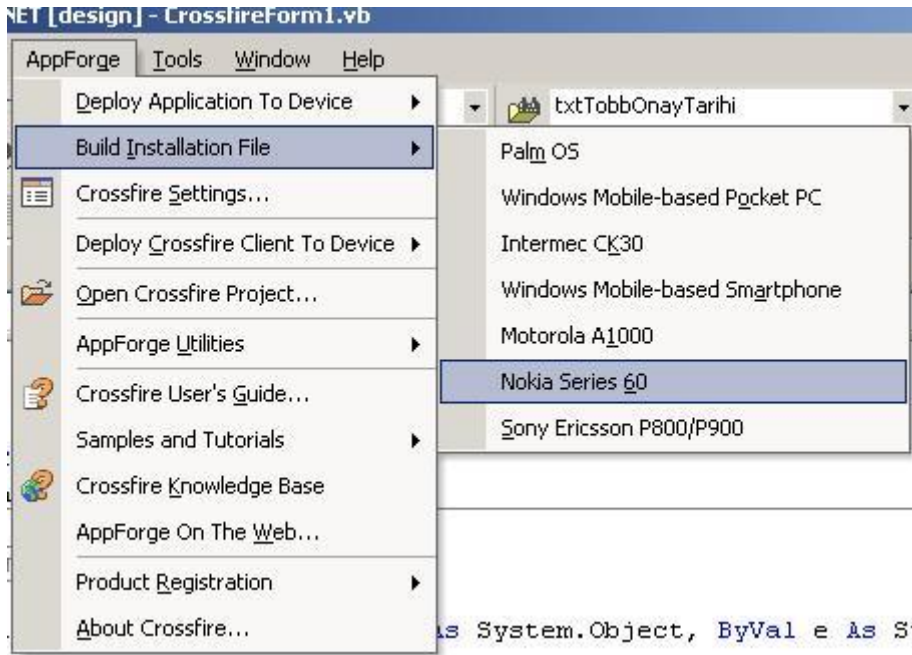 [design] - CrossfireForm1.vb
AppForge Tools Window Help
txtTobbOnayTarihi
Deploy Application To Device
Build Installation File
Crossfire Settings...
Deploy Crossfire Client To Device
Open Crossfire Project...
AppForge Utilities
Crossfire User's Guide...
Samples and Tutorials
Crossfire Knowledge Base
AppForge On The Web...
Product Registration
About Crossfire...
Palm OS
Windows Mobile-based Pocket PC
Intermec CK30
Windows Mobile-based Smartphone
Motorola A1000
Nokia Series 60
Sony Ericsson P800/P900
As System.Object, ByVal e As